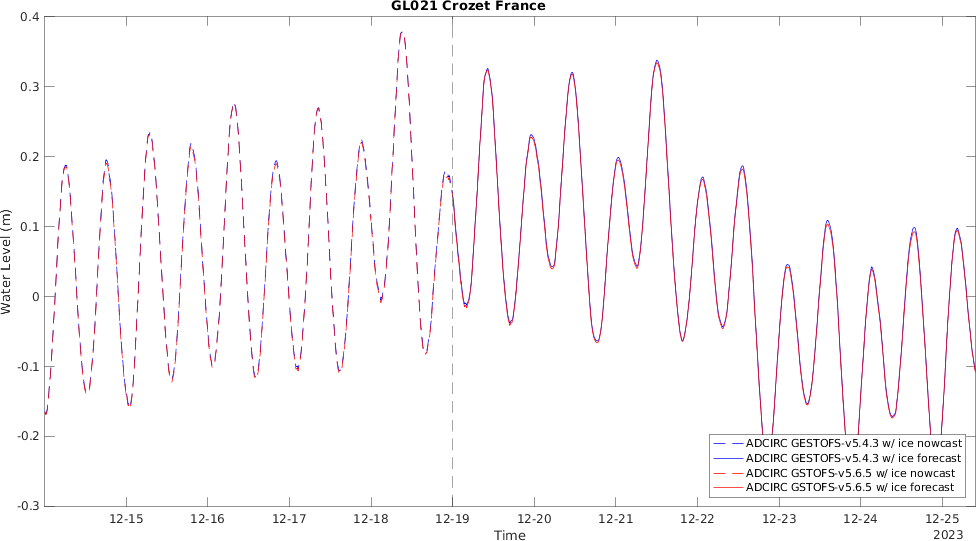 GL021 Crozet France
0.4
0.3
0.2
0.1
0
-0.1
-0.2
-0.3
Water Level (m)
ADCIRC GESTOFS-v5.4.3 w/ ice nowcast
ADCIRC GESTOFS-v5.4.3 w/ ice forecast
ADCIRC GSTOFS-v5.6.5 w/ ice nowcast
ADCIRC GSTOFS-v5.6.5 w/ ice forecast
12-15 12-16 12-17 12-18 12-19 12-20 12-21 12-22 12-23 12-24 12-25
Time
2023